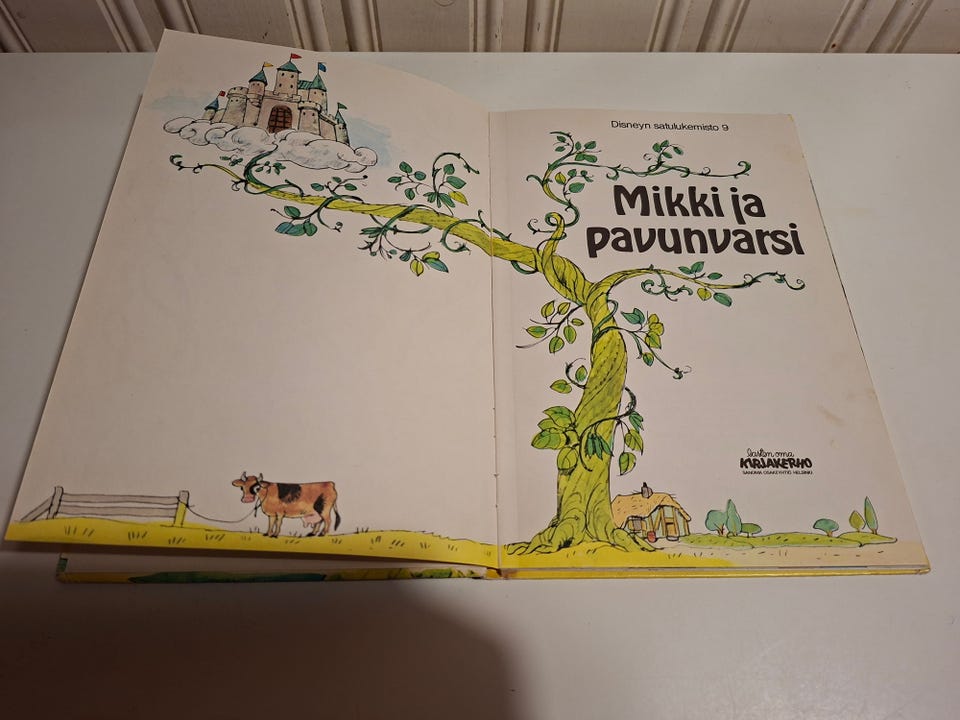 Disneyn satulukemisto 9
Mikki ja
pavunvarsi
lasten oma
KIRJAKERHO
SANOMA OSAKEYHTIÖ HELSINKI